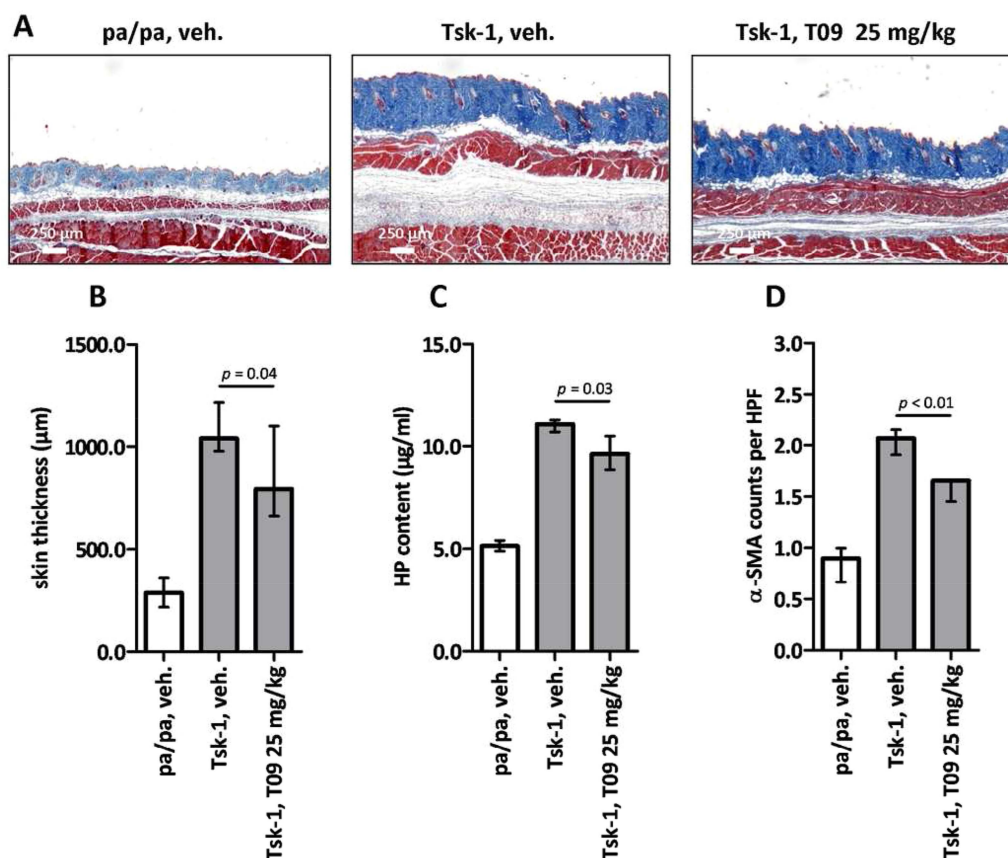 A
pa/pa, veh.
Tsk-1, veh.
Tsk-1, T09 25 mg/kg
250 µm
250 µm
250 µm
B
skin thickness (µm)
1500.0
1000.0
500.0
0.0
p = 0.04
pa/pa, veh.
Tsk-1, veh.
Tsk-1, T09 25 mg/kg
C
HP content (µg/ml)
15.0
10.0
5.0
0.0
p = 0.03
pa/pa, veh.
Tsk-1, veh.
Tsk-1, T09 25 mg/kg
D
α-SMA counts per HPF
3.0
2.5
2.0
1.5
1.0
0.5
0.0
p < 0.01
pa/pa, veh.
Tsk-1, veh.
Tsk-1, T09 25 mg/kg